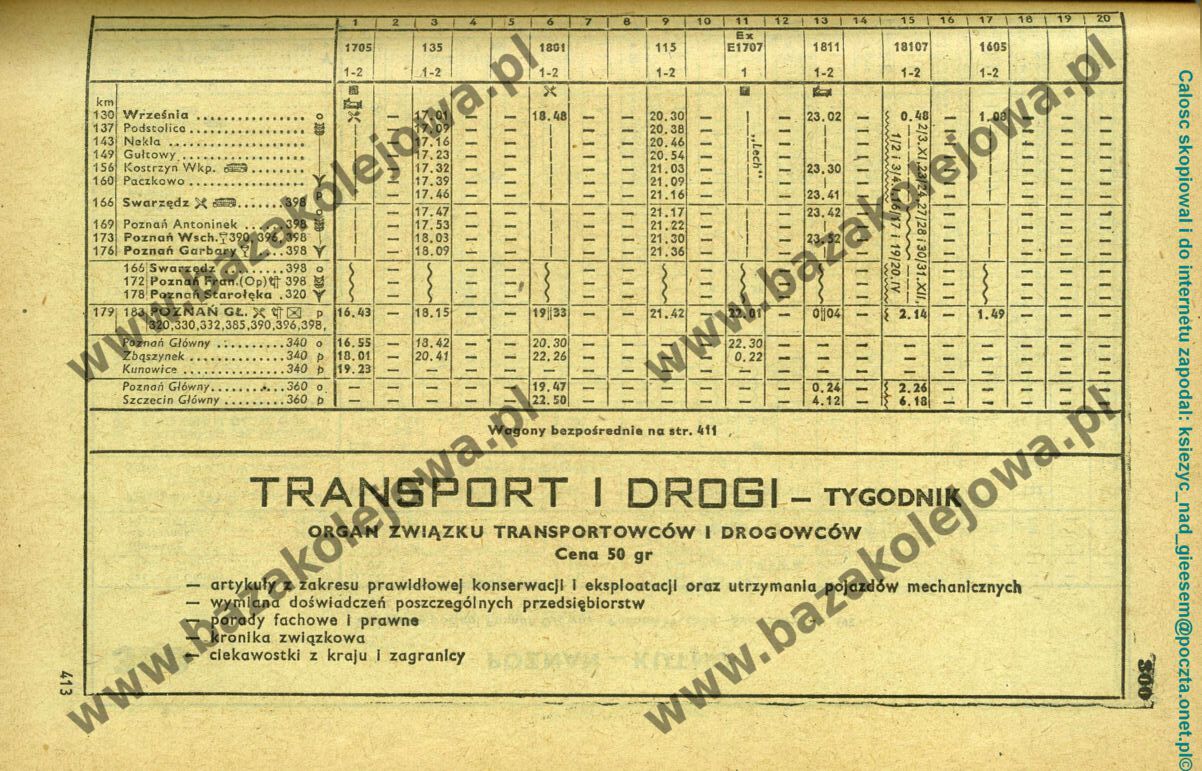 1 2 3 4 5 6 7 8 9 10 11 12 13 14 15 16 17 18 19 20
1705 — 135 — — 1801 — — 115 — Ex E1707 — 1811 — 18107 — 1605 — — —
1-2 1-2 1-2 1-2 1 1-2 1-2 1-2
km
130 Września o — 17.01 — — 18.48 — — 20.30 — — 23.02 — 0.48 — 1.08 — — —
137 Podstolice 17.09 20.38
143 Nekla 17.16 20.46
149 Gułtowy 17.23 20.54
156 Kostrzyn Wkp. 17.32 21.03 23.30
160 Paczkowo 17.39 21.09
166 Swarzędz 398 p 17.46 21.16 23.41
o 17.47 21.17 23.42
169 Poznań Antoninek 398 17.53 21.22
173 Poznań Wsch. 390, 396, 398 18.03 21.30 23.52
176 Poznań Garbary 398 18.09 21.36
„Lech”
166 Swarzędz 398 o
172 Poznań Fran.(Op) 398
178 Poznań Starołęka .320
179 183 POZNAŃ GŁ. p 16.43 — 18.15 — — 19 33 — — 21.42 — 22.01 — 0 04 — 2.14 — 1.49 — — —
320,330,332,385,390,396,398,
Poznań Główny 340 o 16.55 — 18.42 — — 20.30 — — — — 22.30 — — — — — — — — —
Zbąszynek 340 p 18.01 — 20.41 — — 22.26 — — — — 0.22 — — — — — — — — —
Kunowice 340 p 19.23 — — — — — — — — — — — — — — — — — — —
Poznań Główny 360 o — — — — — 19.47 — — — — — — 0.24 — 2.26 — — — — —
Szczecin Główny 360 p — — — — — 22.50 — — — — — — 4.12 — 6.18 — — — — —
Wagony bezpośrednie na str. 411
TRANSPORT I DROGI – TYGODNIK
ORGAN ZWIĄZKU TRANSPORTOWCÓW I DROGOWCÓW
Cena 50 gr
— artykuły z zakresu prawidłowej konserwacji i eksploatacji oraz utrzymania pojazdów mechanicznych
— wymiana doświadczeń poszczególnych przedsiębiorstw
— porady fachowe i prawne
— kronika związkowa
— ciekawostki z kraju i zagranicy
413
300
www.bazakolejowa.pl
www.bazakolejowa.pl
www.bazakolejowa.pl
www.bazakolejowa.pl
Calosc skopiowal i do internetu zapodal: ksiezyc_nad_gieesem@poczta.onet.pl©